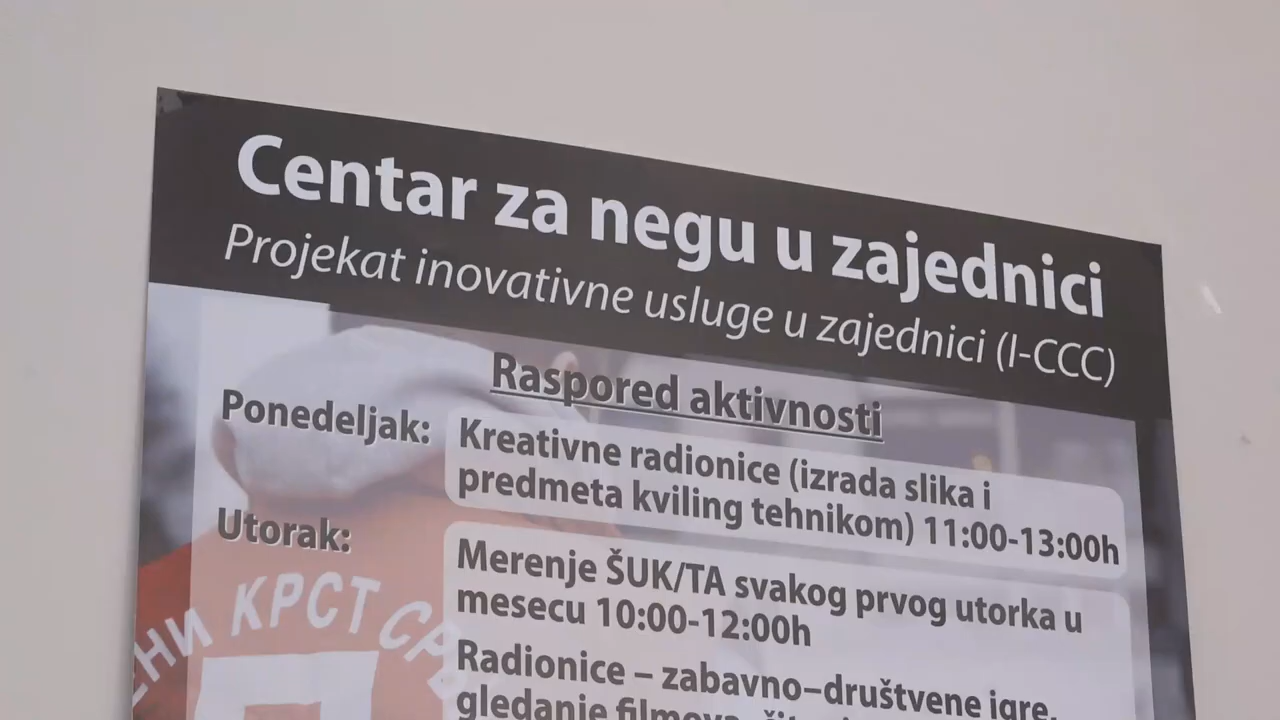 Centar za negu u zajednici
Projekat inovativne usluge u zajednici (I-CCC)
Raspored aktivnosti
Ponedeljak:
Kreativne radionice (izrada slika i
predmeta kviling tehnikom) 11:00-13:00h
Utorak:
Merenje ŠUK/TA svakog prvog utorka u
mesecu 10:00-12:00h
Radionice – zabavno–društvene igre,
gledanje filmova,
КРСТ